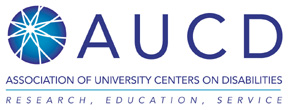 AUCD
ASSOCIATION OF UNIVERSITY CENTERS ON DISABILITIES
RESEARCH, EDUCATION, SERVICE